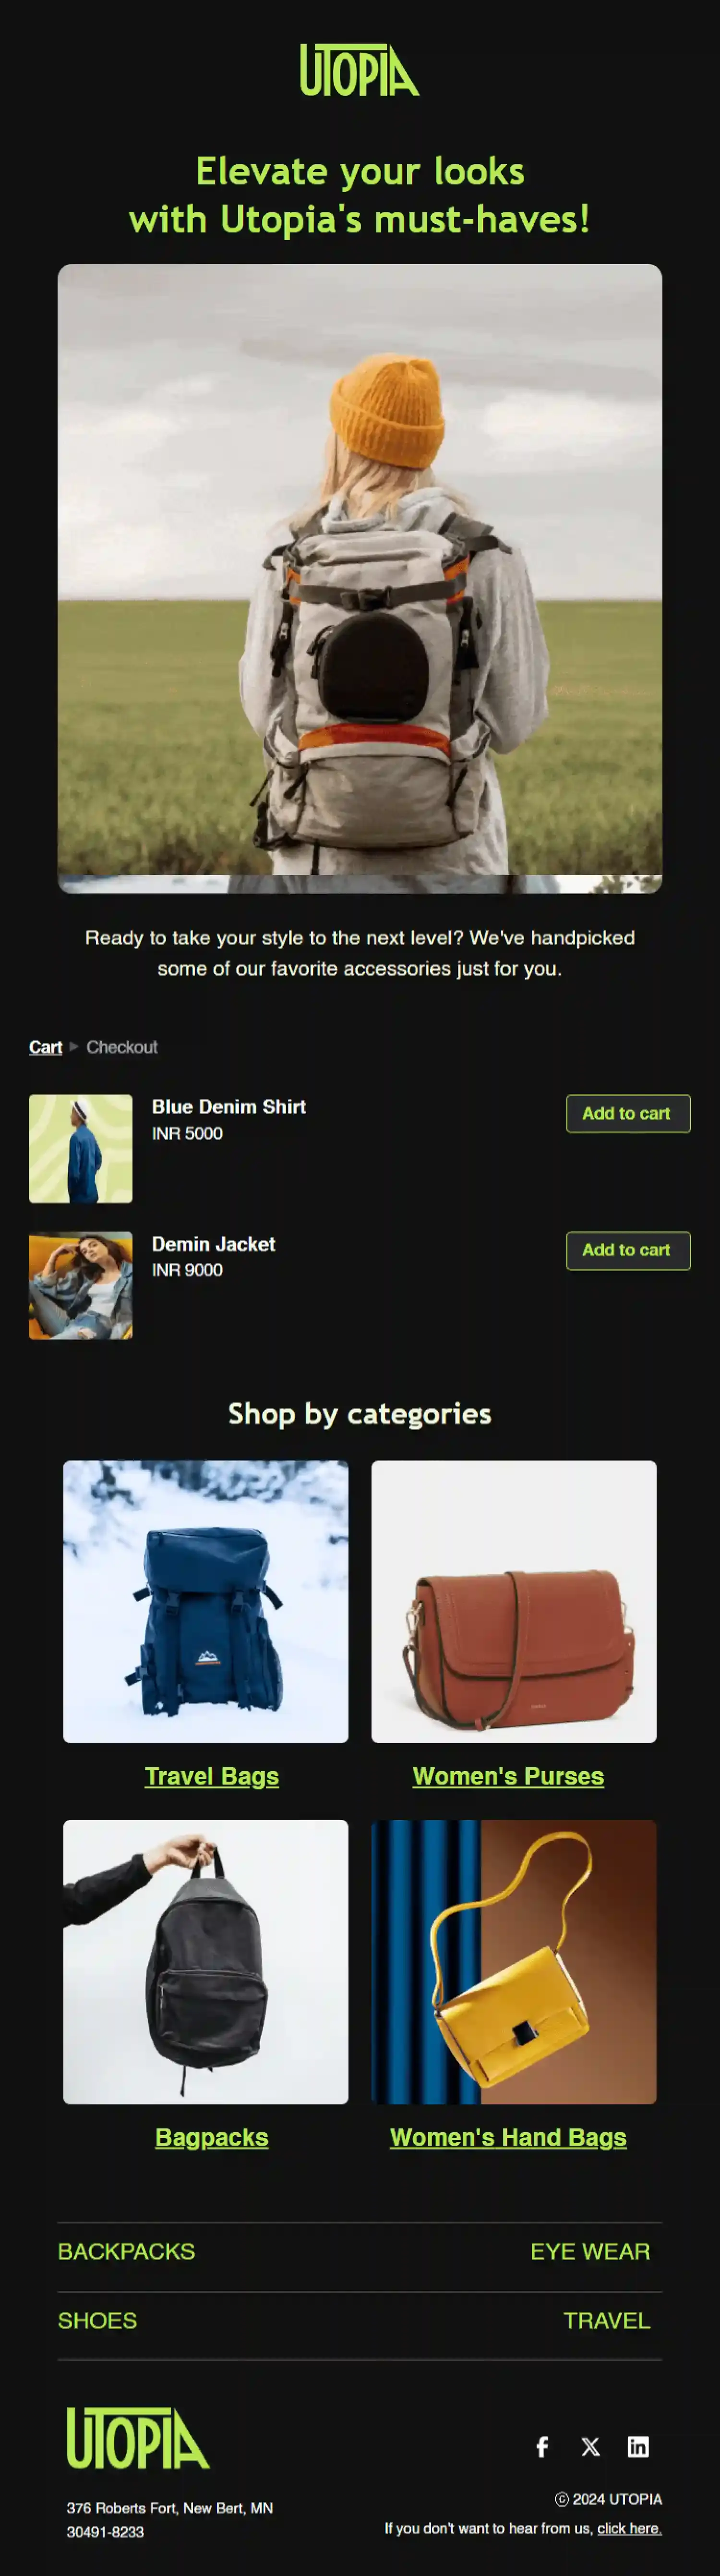 UTOPIA
Elevate your looks
with Utopia's must-haves!
Ready to take your style to the next level? We've handpicked
some of our favorite accessories just for you.
Cart ▶ Checkout
Blue Denim Shirt
INR 5000
Add to cart
Demin Jacket
INR 9000
Add to cart
Shop by categories
Travel Bags
Women's Purses
Bagpacks
Women's Hand Bags
BACKPACKS
EYE WEAR
SHOES
TRAVEL
UTOPIA
376 Roberts Fort, New Bert, MN
30491-8233
© 2024 UTOPIA
If you don't want to hear from us, click here.